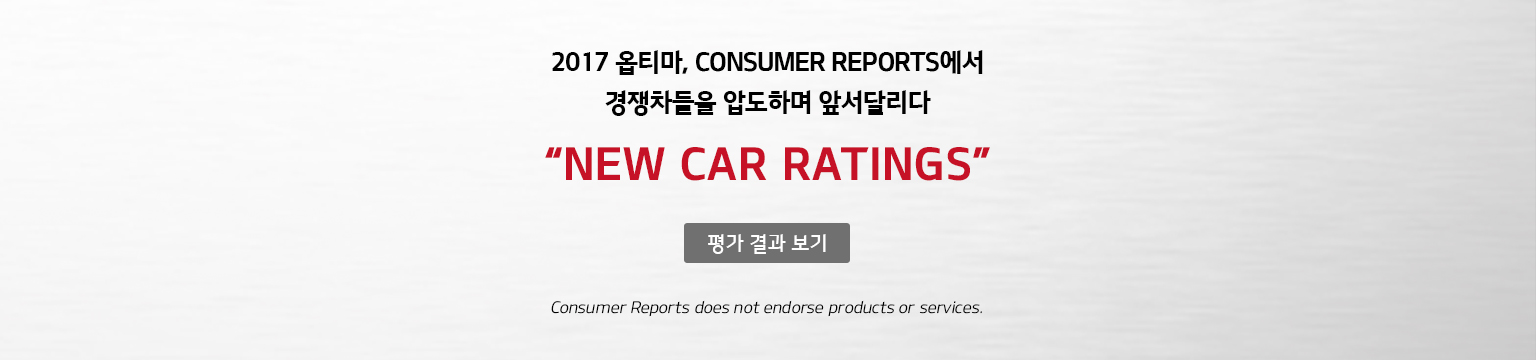 2017 옵티마, CONSUMER REPORTS에서
경쟁차들을 압도하며 앞서달리다
“NEW CAR RATINGS”
평가 결과 보기
Consumer Reports does not endorse products or services.